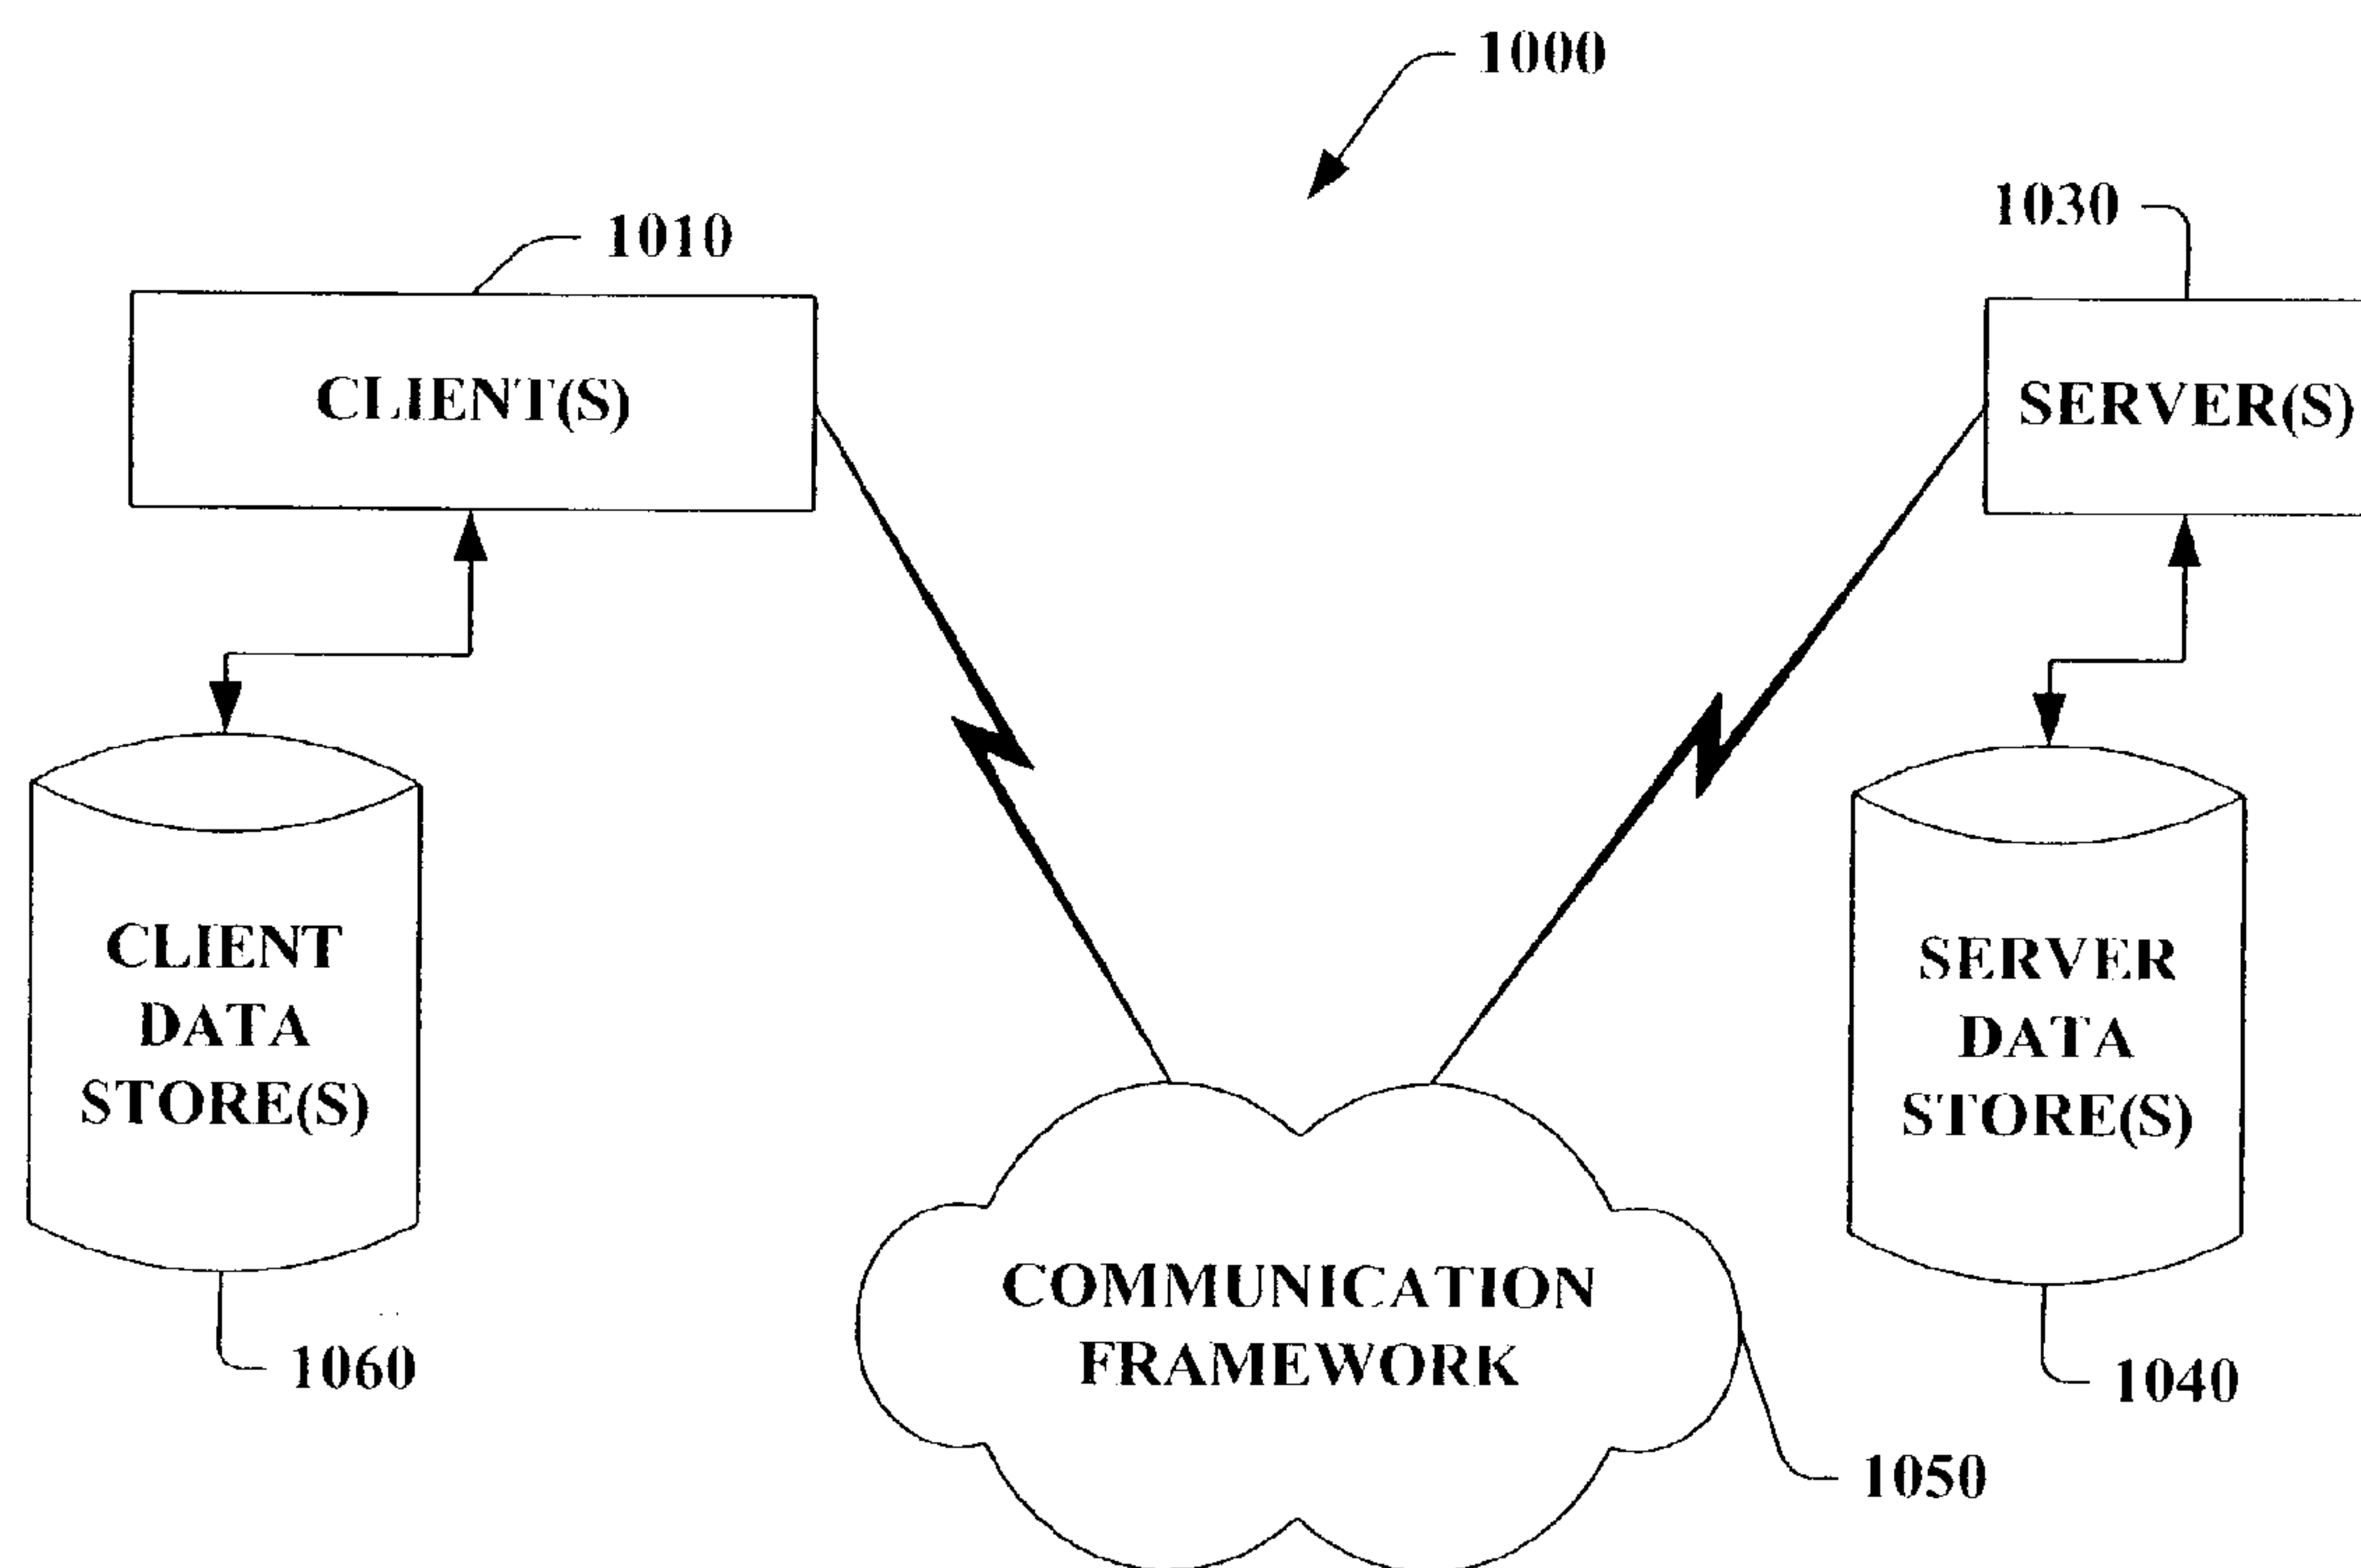 1000
1010
1030
CLIENT(S)
SERVER(S)
CLIENT
DATA
STORE(S)
SERVER
DATA
STORE(S)
COMMUNICATION
FRAMEWORK
1060
1040
1050